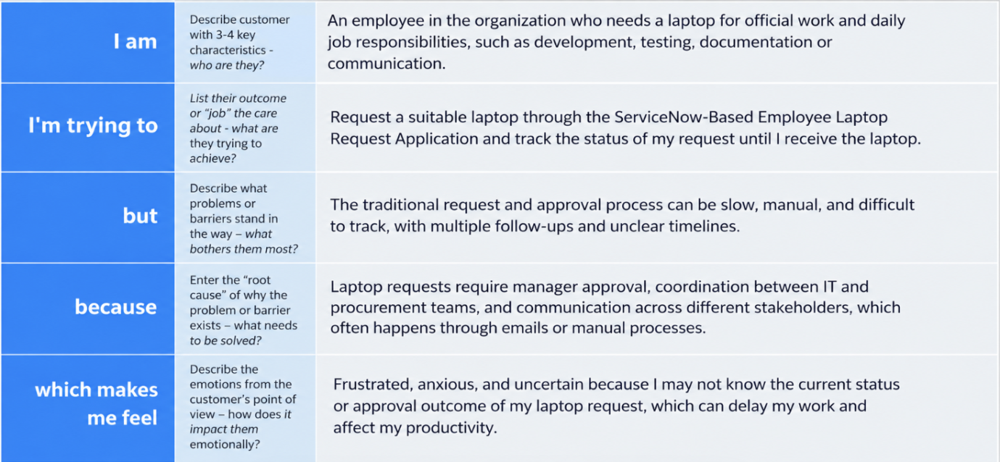 I am
Describe customer
with 3-4 key
characteristics -
who are they?
An employee in the organization who needs a laptop for official work and daily
job responsibilities, such as development, testing, documentation or
communication.
I'm trying to
List their outcome
or “job” the care
about - what are
they trying to
achieve?
Request a suitable laptop through the ServiceNow-Based Employee Laptop
Request Application and track the status of my request until I receive the laptop.
but
Describe what
problems or
barriers stand in
the way – what
bothers them most?
The traditional request and approval process can be slow, manual, and difficult
to track, with multiple follow-ups and unclear timelines.
because
Enter the “root
cause” of why the
problem or barrier
exists – what needs
to be solved?
Laptop requests require manager approval, coordination between IT and
procurement teams, and communication across different stakeholders, which
often happens through emails or manual processes.
which makes
me feel
Describe the
emotions from the
customer’s point of
view – how does it
impact them
emotionally?
Frustrated, anxious, and uncertain because I may not know the current status
or approval outcome of my laptop request, which can delay my work and
affect my productivity.